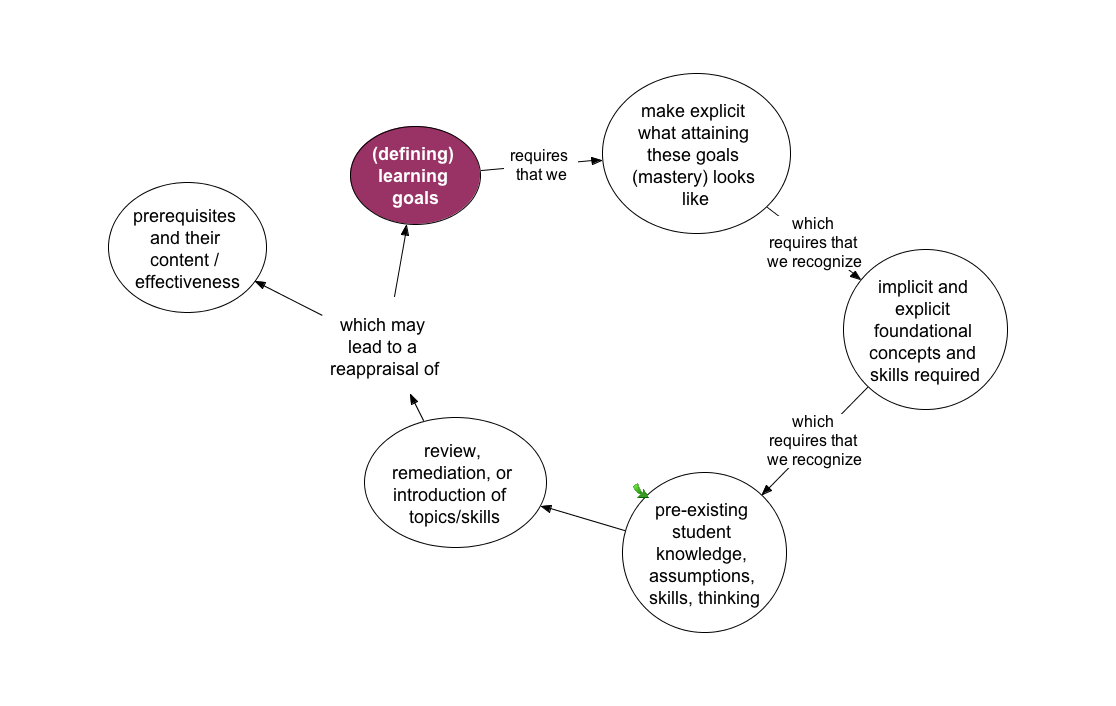 (defining)
learning
goals
requires
that we
make explicit
what attaining
these goals
(mastery) looks
like
which
requires that
we recognize
implicit and
explicit
foundational
concepts and
skills required
which
requires that
we recognize
pre-existing
student
knowledge,
assumptions,
skills, thinking
review,
remediation, or
introduction of
topics/skills
which may
lead to a
reappraisal of
prerequisites
and their
content /
effectiveness